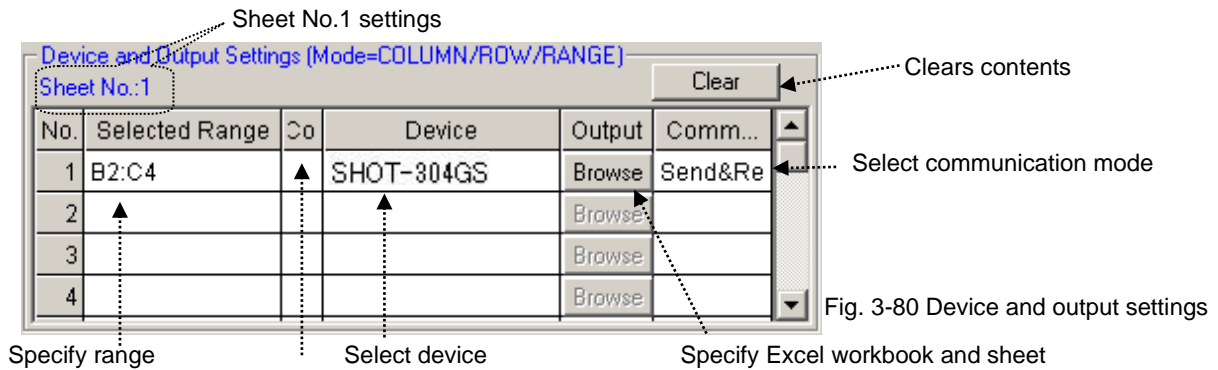 Sheet No.1 settings
Device and Output Settings (Mode=COLUMN/ROW/RANGE)
Sheet No.:1
Clear
Clears contents
No. Selected Range Co Device Output Comm...
1 B2:C4 SHOT-304GS Browse Send&Re
Select communication mode
2 Browse
3 Browse
4 Browse
Fig. 3-80 Device and output settings
Specify range Select device Specify Excel workbook and sheet